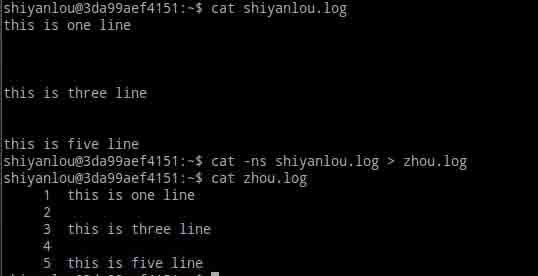 shiyanlou@3da99aef4151:~$ cat shiyanlou.log
this is one line
this is three line
this is five line
shiyanlou@3da99aef4151:~$ cat -ns shiyanlou.log > zhou.log
shiyanlou@3da99aef4151:~$ cat zhou.log
1 this is one line
2
3 this is three line
4
5 this is five line